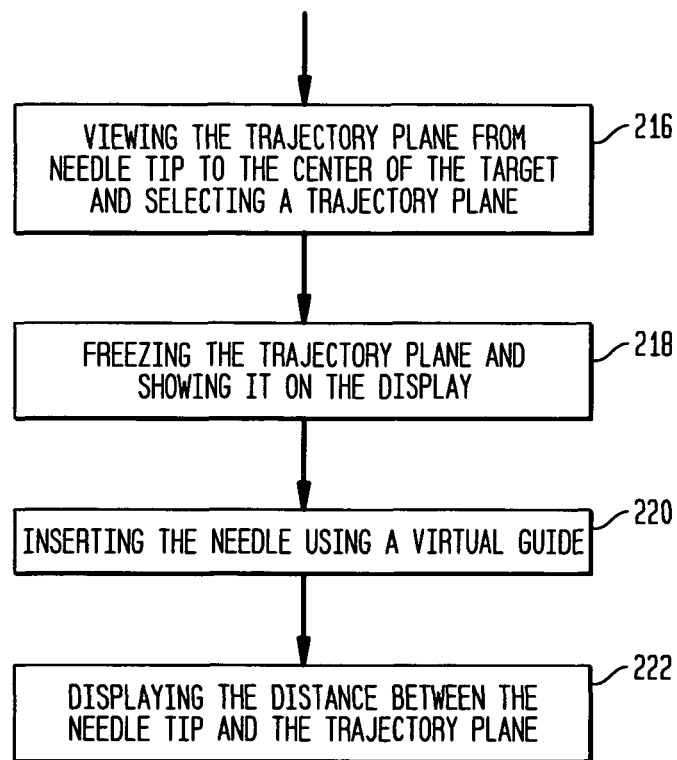 VIEWING THE TRAJECTORY PLANE FROM
NEEDLE TIP TO THE CENTER OF THE TARGET
AND SELECTING A TRAJECTORY PLANE
216
FREEZING THE TRAJECTORY PLANE AND
SHOWING IT ON THE DISPLAY
218
INSERTING THE NEEDLE USING A VIRTUAL GUIDE
220
DISPLAYING THE DISTANCE BETWEEN THE
NEEDLE TIP AND THE TRAJECTORY PLANE
222